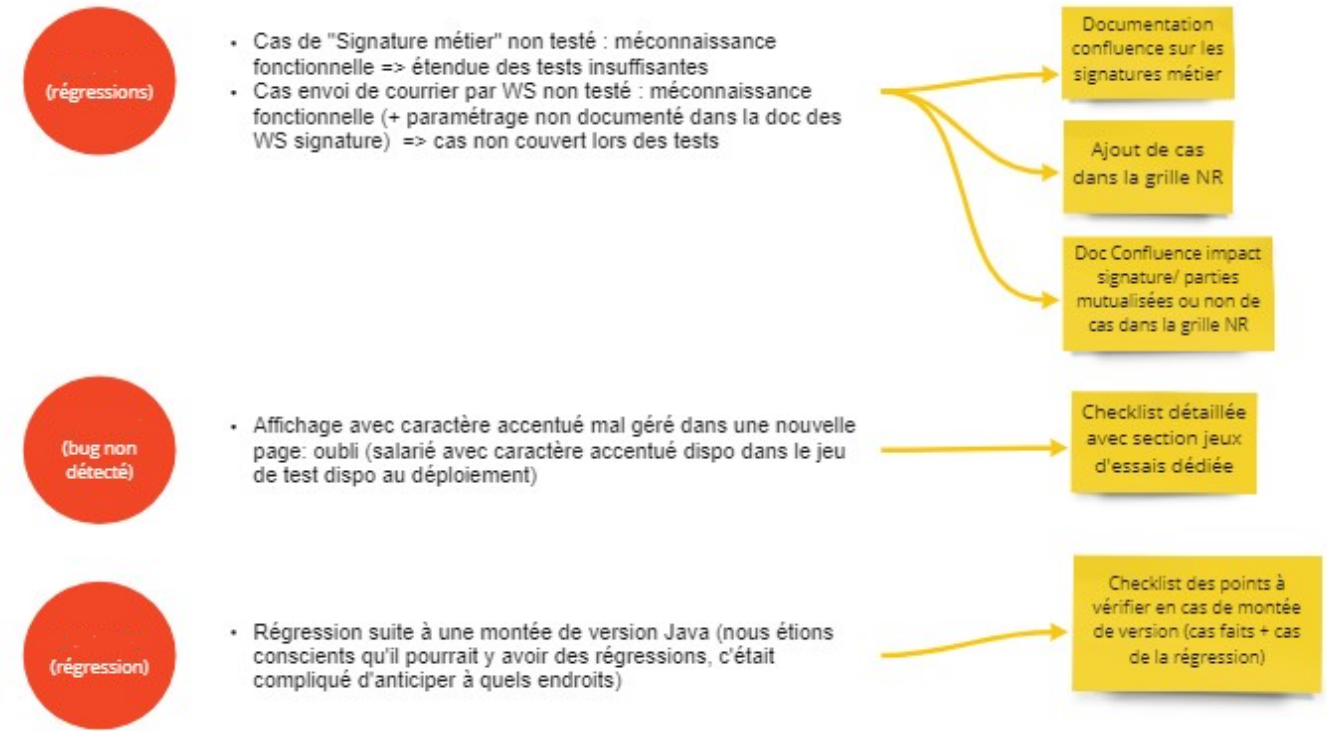 (régressions)
• Cas de "Signature métier" non testé : méconnaissance
fonctionnelle => étendue des tests insuffisantes
• Cas envoi de courrier par WS non testé : méconnaissance
fonctionnelle (+ paramétrage non documenté dans la doc des
WS signature)  => cas non couvert lors des tests
Documentation
confluence sur les
signatures métier
Ajout de cas
dans la grille NR
Doc Confluence impact
signature/ parties
mutualisées ou non de
cas dans la grille NR
(bug non
détecté)
• Affichage avec caractère accentué mal géré dans une nouvelle
page: oubli (salarié avec caractère accentué dispo dans le jeu
de test dispo au déploiement)
Checklist détaillée
avec section jeux
d'essais dédiée
(régression)
• Régression suite à une montée de version Java (nous étions
conscients qu'il pourrait y avoir des régressions, c'était
compliqué d'anticiper à quels endroits)
Checklist des points à
vérifier en cas de montée
de version (cas faits + cas
de la régression)